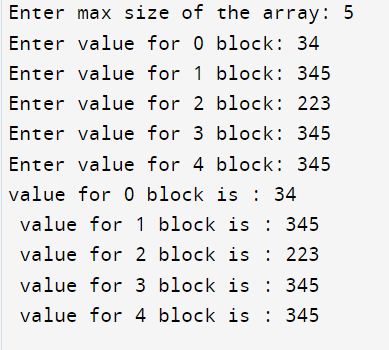 Enter max size of the array: 5
Enter value for 0 block: 34
Enter value for 1 block: 345
Enter value for 2 block: 223
Enter value for 3 block: 345
Enter value for 4 block: 345
value for 0 block is : 34
 value for 1 block is : 345
 value for 2 block is : 223
 value for 3 block is : 345
 value for 4 block is : 345